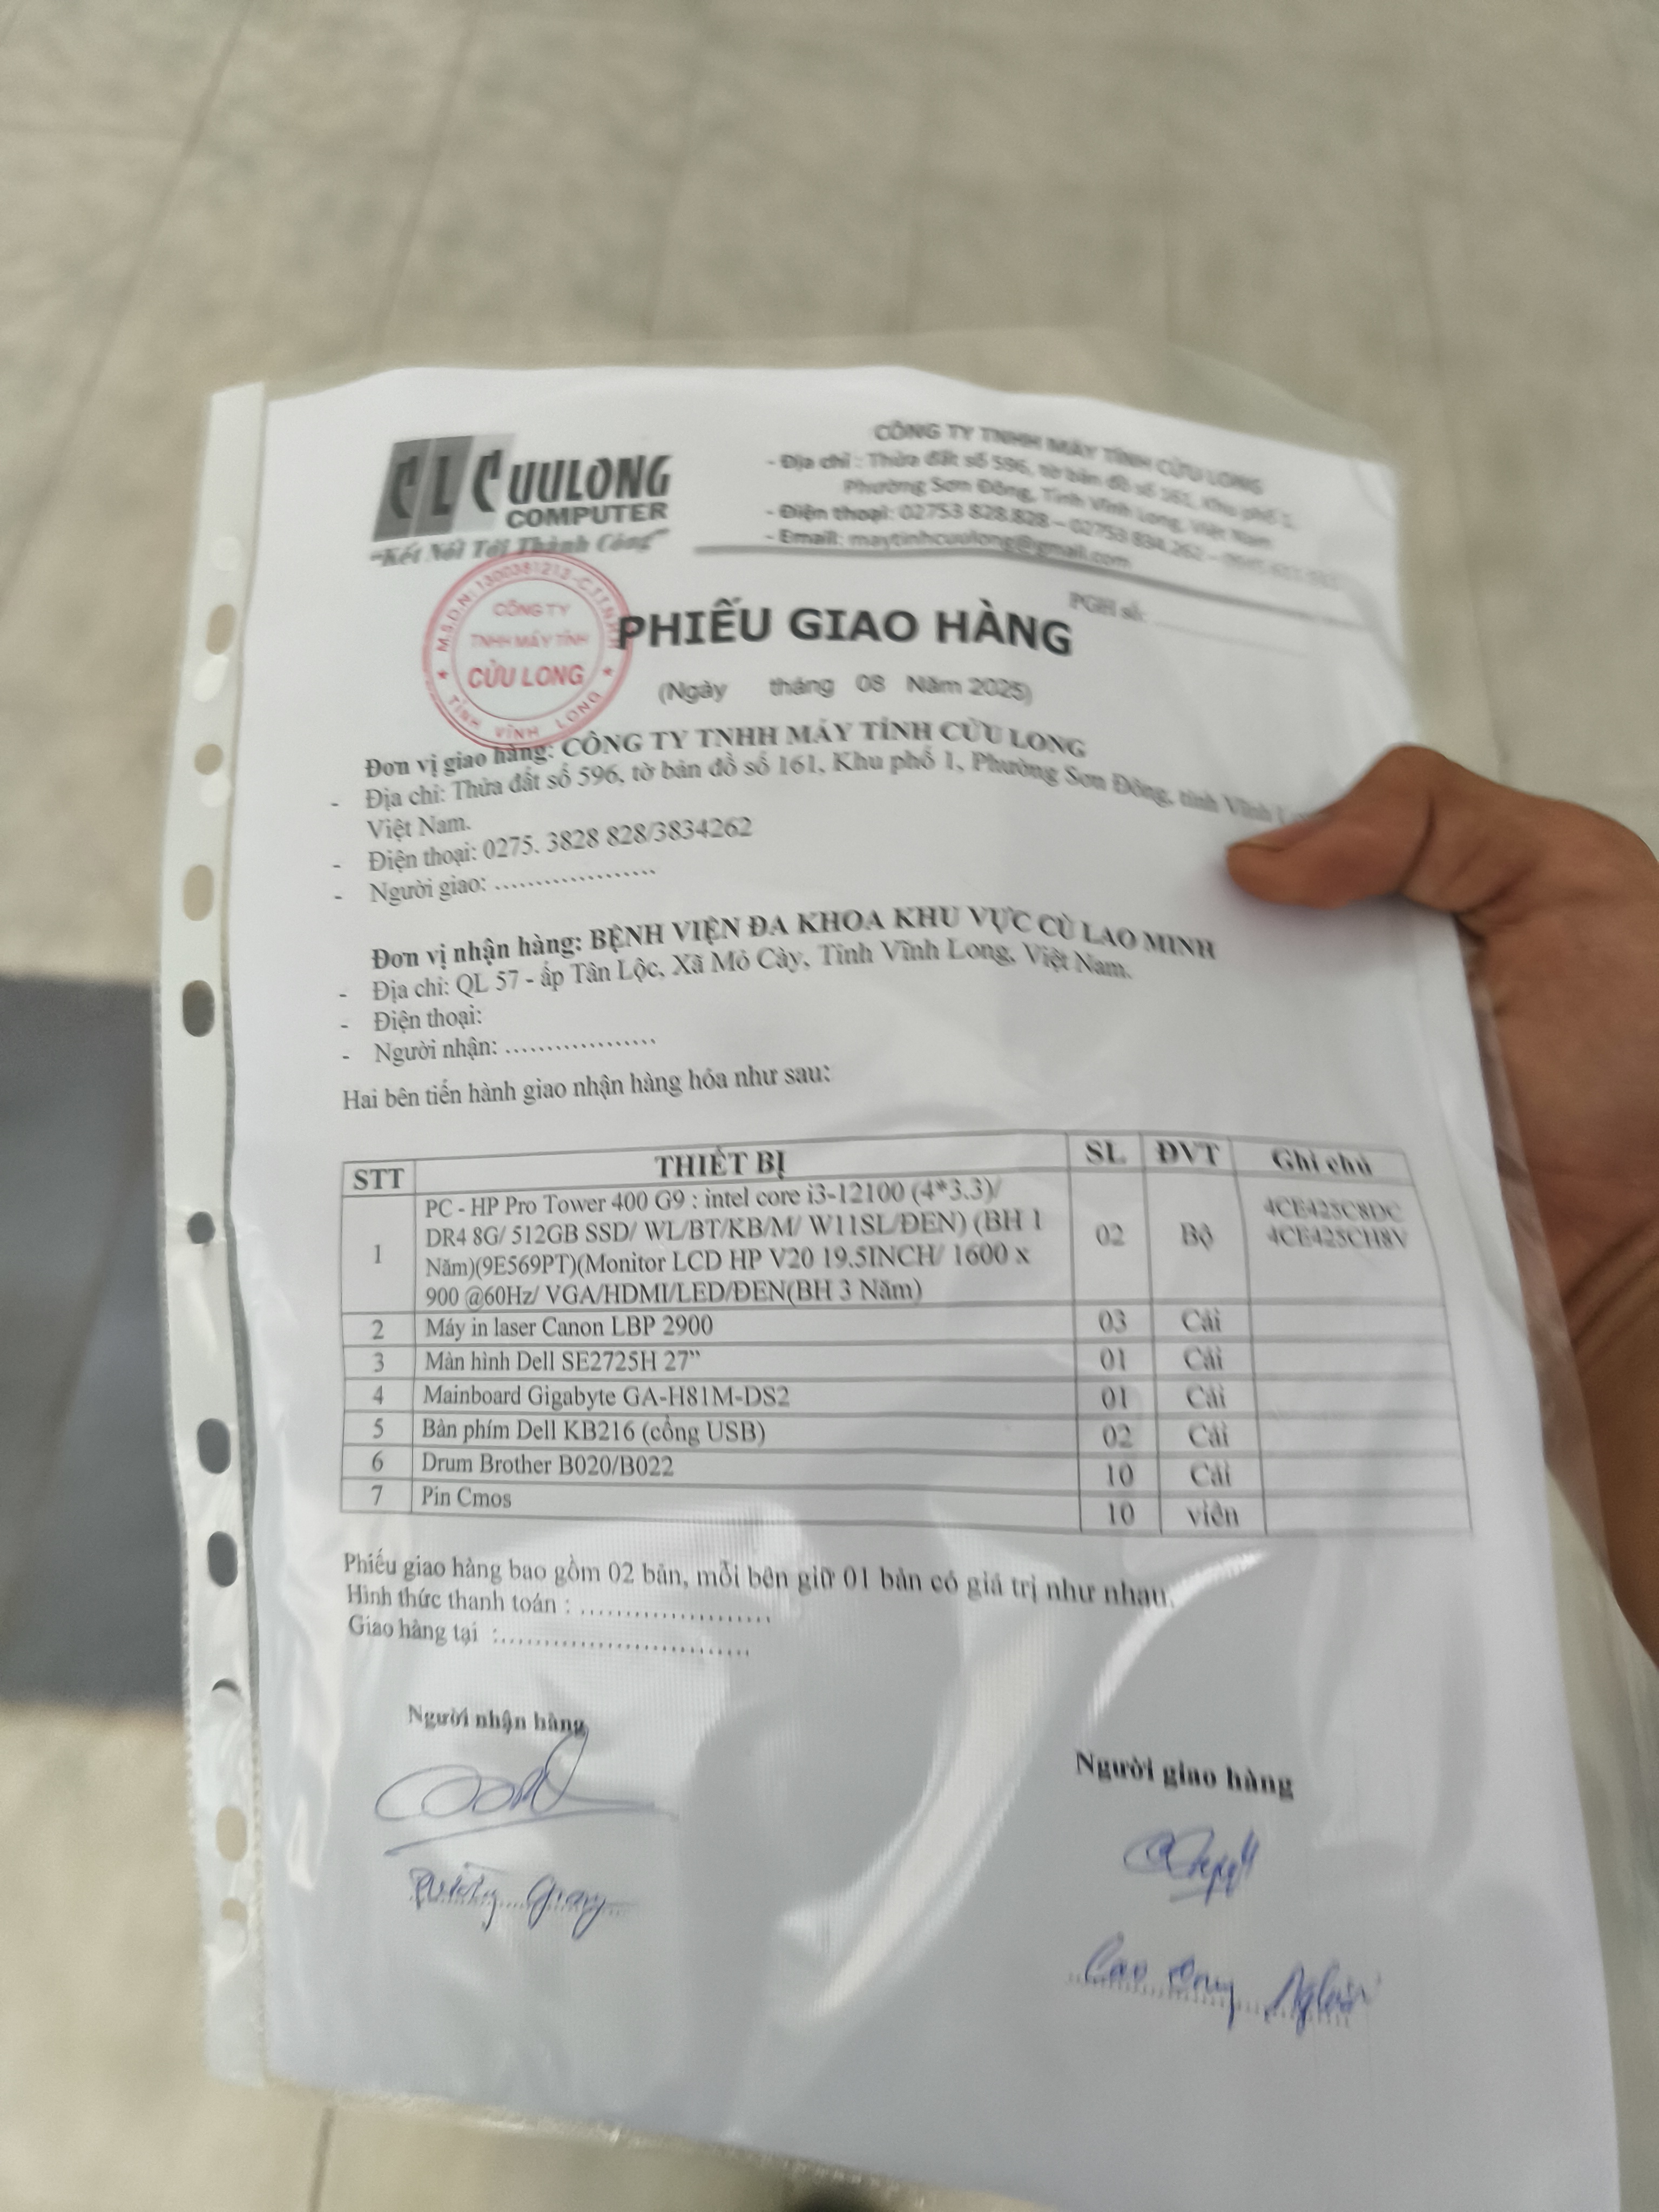 CLCUULONG
COMPUTER
"Kết Nối Tới Thành Công"
CÔNG TY TNHH MÁY TÍNH CỬU LONG
- Địa chỉ : Thửa đất số 596, tờ bản đồ số 161, Khu phố 1,
Phường Sơn Đông, Tỉnh Vĩnh Long, Việt Nam
- Điện thoại: 02753 828.828 – 02753 834.262 –
- Email: maytinhcuulong@gmail.com
PGH số:
M.S.D.N: 1300381212-C.T.T.N.H.H
CÔNG TY
TNHH MÁY TÍNH
CỬU LONG
TỈNH VĨNH LONG
PHIẾU GIAO HÀNG
(Ngày tháng 08 Năm 2025)
Đơn vị giao hàng: CÔNG TY TNHH MÁY TÍNH CỬU LONG
- Địa chỉ: Thửa đất số 596, tờ bản đồ số 161, Khu phố 1, Phường Sơn Đông, tỉnh Vĩnh
Việt Nam.
- Điện thoại: 0275. 3828 828/3834262
- Người giao: ....................
Đơn vị nhận hàng: BỆNH VIỆN ĐA KHOA KHU VỰC CÙ LAO MINH
- Địa chỉ: QL 57 - ấp Tân Lộc, Xã Mỏ Cày, Tỉnh Vĩnh Long, Việt Nam.
- Điện thoại:
- Người nhận: ...................
Hai bên tiến hành giao nhận hàng hóa như sau:
STT THIẾT BỊ SL ĐVT Ghi chú
1 PC - HP Pro Tower 400 G9 : intel core i3-12100 (4*3.3)/ 02 Bộ 4CE425C8DC
DR4 8G/ 512GB SSD/ WL/BT/KB/M/ W11SL/ĐEN) (BH 1 4CE425CH8V
Năm)(9E569PT)(Monitor LCD HP V20 19.5INCH/ 1600 x
900 @60Hz/ VGA/HDMI/LED/ĐEN(BH 3 Năm)
2 Máy in laser Canon LBP 2900 03 Cái
3 Màn hình Dell SE2725H 27” 01 Cái
4 Mainboard Gigabyte GA-H81M-DS2 01 Cái
5 Bàn phím Dell KB216 (cổng USB) 02 Cái
6 Drum Brother B020/B022 10 Cái
7 Pin Cmos 10 viên
Phiếu giao hàng bao gồm 02 bản, mỗi bên giữ 01 bản có giá trị như nhau.
Hình thức thanh toán : .......................
Giao hàng tại :..............................
Người nhận hàng
Người giao hàng
Giang
Cao